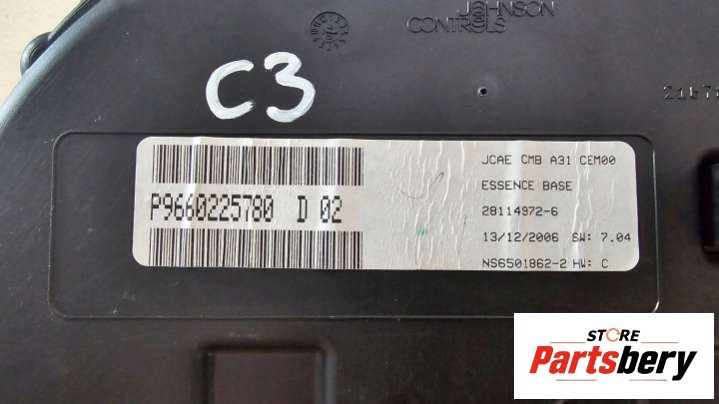 JOHNSON
CONTROLS
C3
JCAE CMB A31 CEM00
ESSENCE BASE
P9660225780 D 02
28114972-6
13/12/2006 SW: 7.04
NS6501862-2 HW: C
STORE
Partsbery